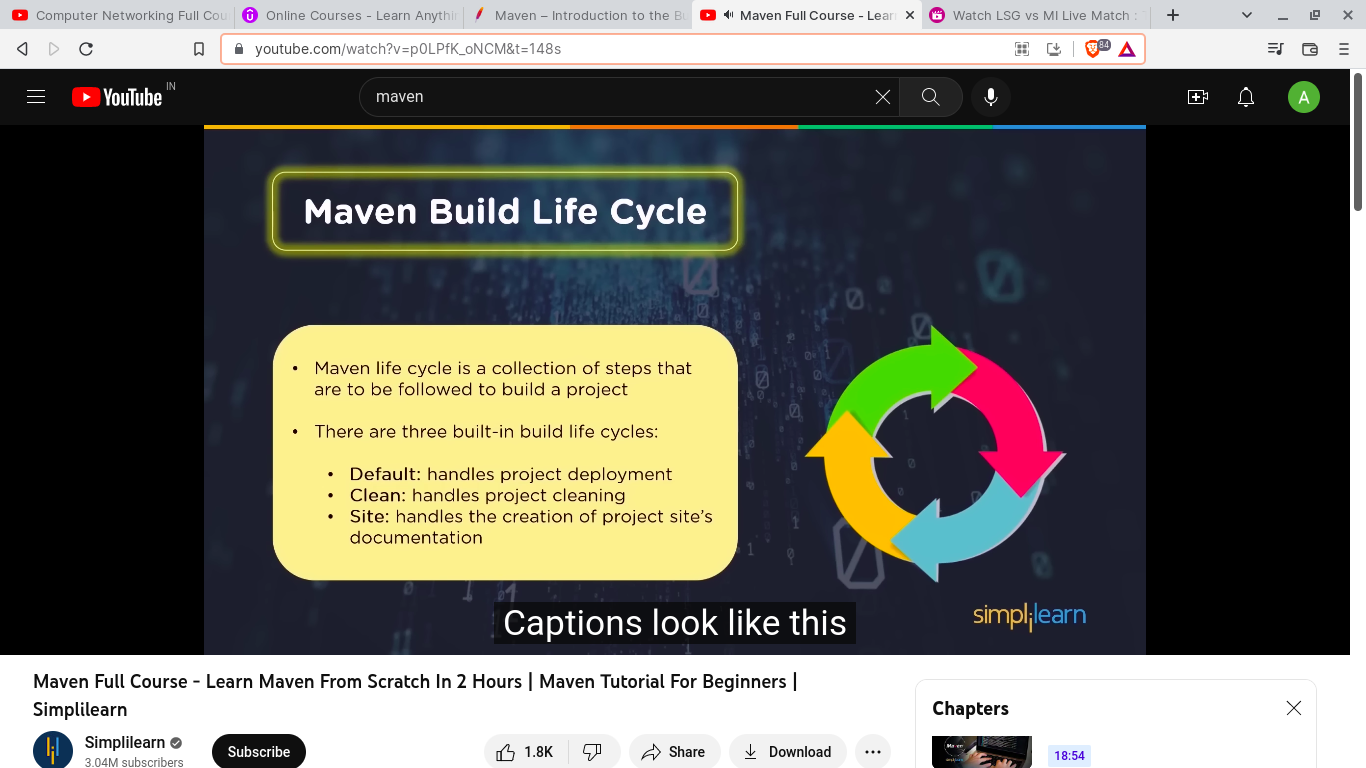 Computer Networking Full Cou
Online Courses - Learn Anythin
Maven – Introduction to the Bu
Maven Full Course - Lear
Watch LSG vs MI Live Match :
youtube.com/watch?v=p0LPfK_oNCM&t=148s
84
YouTube IN
maven
A
Maven Build Life Cycle
• Maven life cycle is a collection of steps that
are to be followed to build a project
• There are three built-in build life cycles:
• Default: handles project deployment
• Clean: handles project cleaning
• Site: handles the creation of project site's
documentation
simplilearn
Captions look like this
Maven Full Course - Learn Maven From Scratch In 2 Hours | Maven Tutorial For Beginners |
Simplilearn
Simplilearn
3.04M subscribers
Subscribe
1.8K
Share
Download
Chapters
18:54